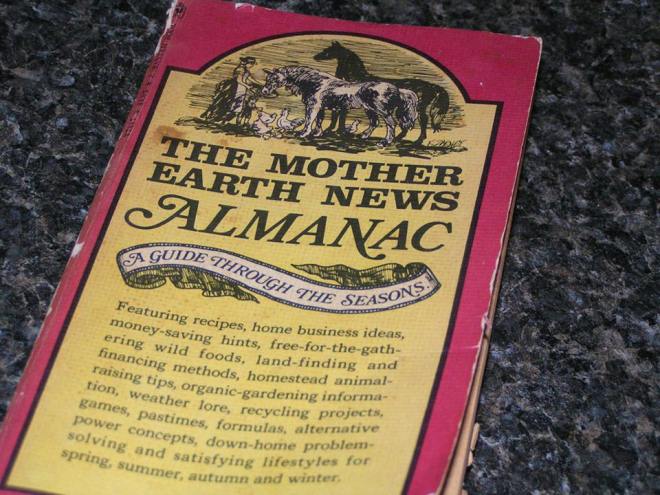 THE MOTHER
EARTH NEWS
ALMANAC
A GUIDE THROUGH THE SEASONS.
Featuring recipes, home business ideas,
money-saving hints, free-for-the-gath-
ering wild foods, land-finding and
financing methods, homestead animal-
raising tips, organic-gardening informa-
tion, weather lore, recycling projects,
games, pastimes, formulas, alternative
power concepts, down-home problem-
solving and satisfying lifestyles for
spring, summer, autumn and winter.